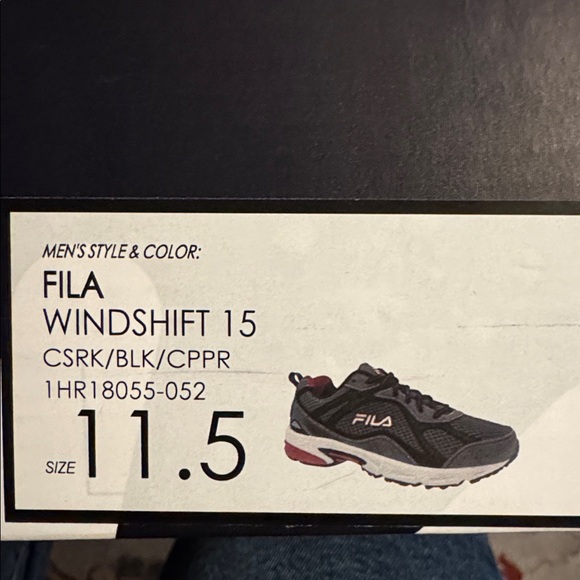 MEN'S STYLE & COLOR:
FILA
WINDSHIFT 15
CSRK/BLK/CPPR
1HR18055-052
SIZE 11.5
FILA